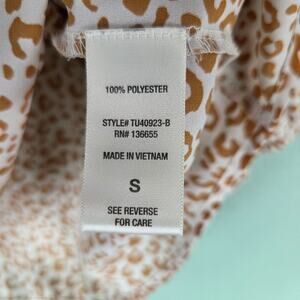 100% POLYESTER
STYLE# TU40923-B
RN# 136655
MADE IN VIETNAM
S
SEE REVERSE
FOR CARE